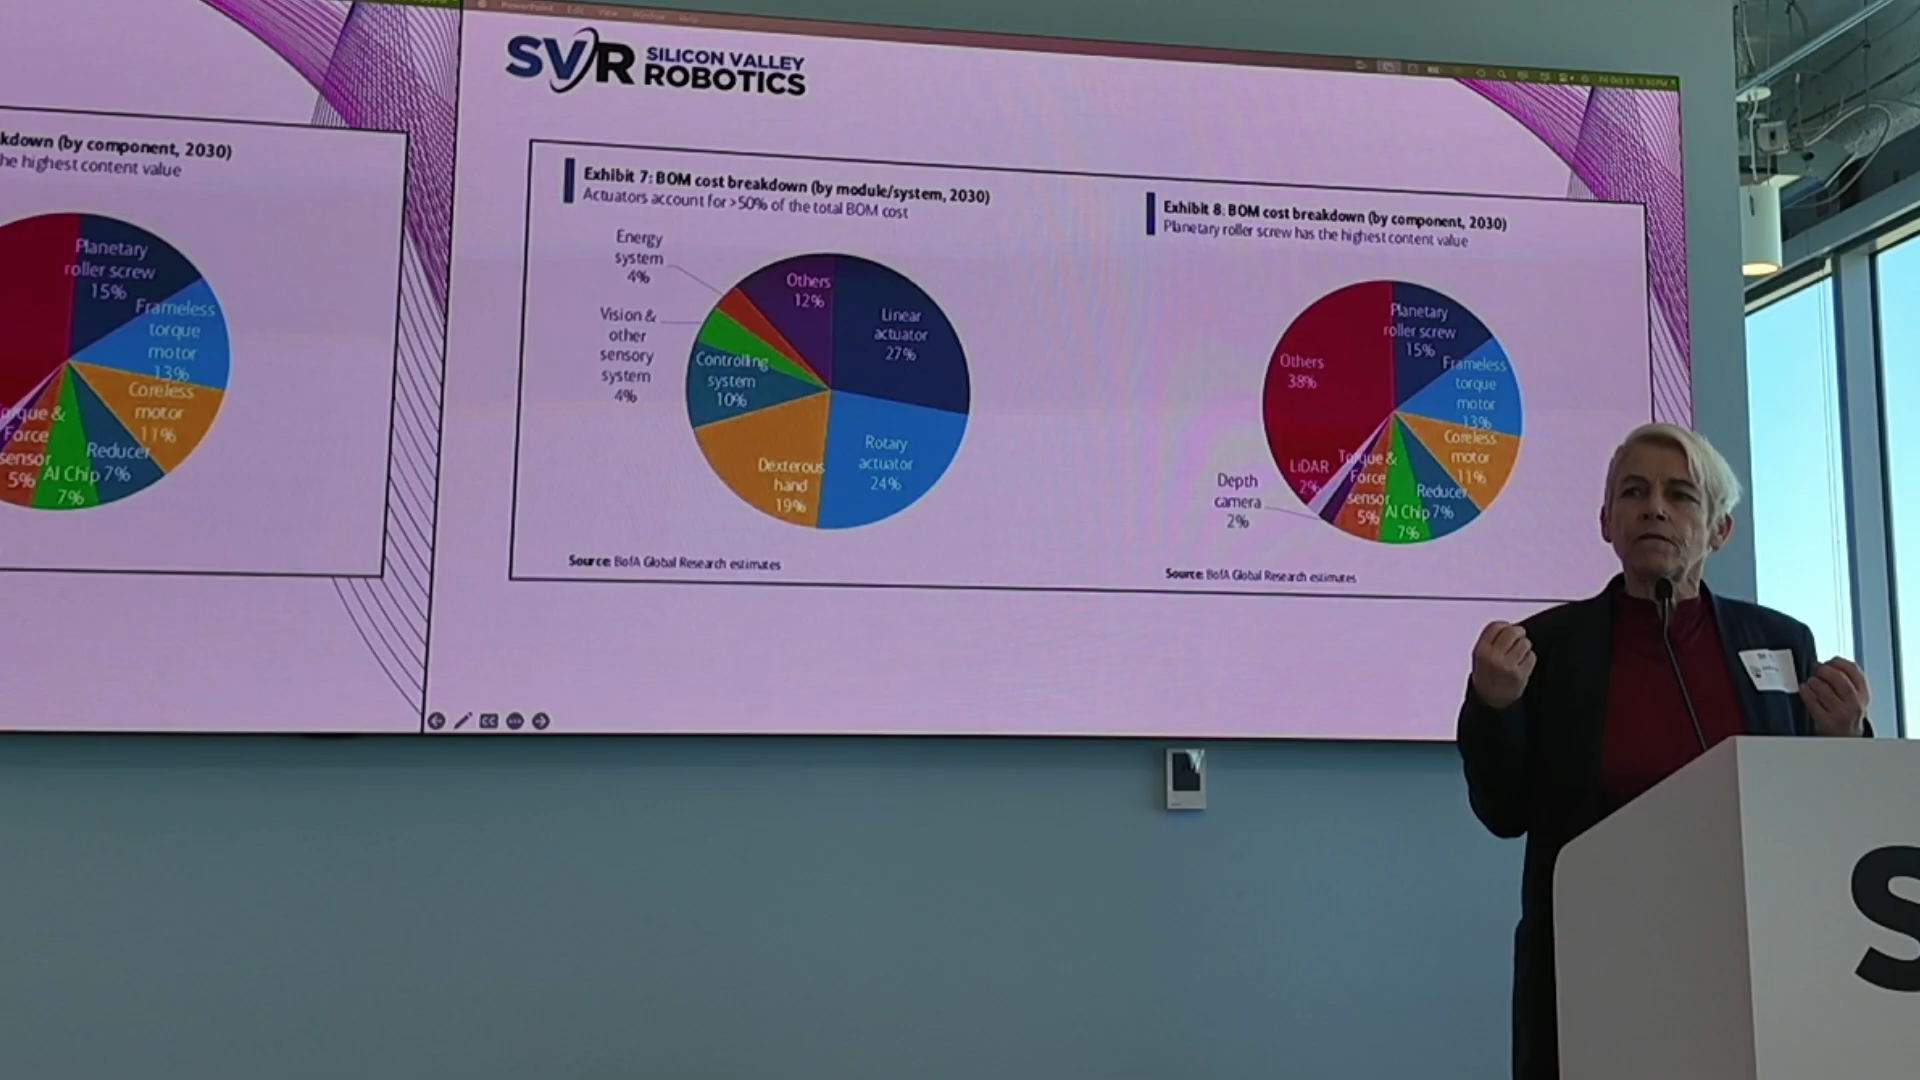 PowerPoint Edit View Window Help
SVR SILICON VALLEY
ROBOTICS
kdown (by component, 2030)
he highest content value
Planetary
roller screw
15%
Frameless
torque
motor
13%
Coreless
motor
11%
Reducer
7%
AI Chip
7%
Force
sensor
5%
Exhibit 7: BOM cost breakdown (by module/system, 2030)
Actuators account for >50% of the total BOM cost
Energy
system
4%
Others
12%
Linear
actuator
27%
Vision &
other
sensory
system
4%
Controlling
system
10%
Rotary
actuator
24%
Dexterous
hand
19%
Source: BofA Global Research estimates
Exhibit 8: BOM cost breakdown (by component, 2030)
Planetary roller screw has the highest content value
Planetary
roller screw
15%
Frameless
torque
motor
13%
Others
38%
Coreless
motor
11%
LiDAR
2%
Torque &
Force
sensor
5%
Reducer
7%
AI Chip
7%
Depth
camera
2%
Source: BofA Global Research estimates
CC
S